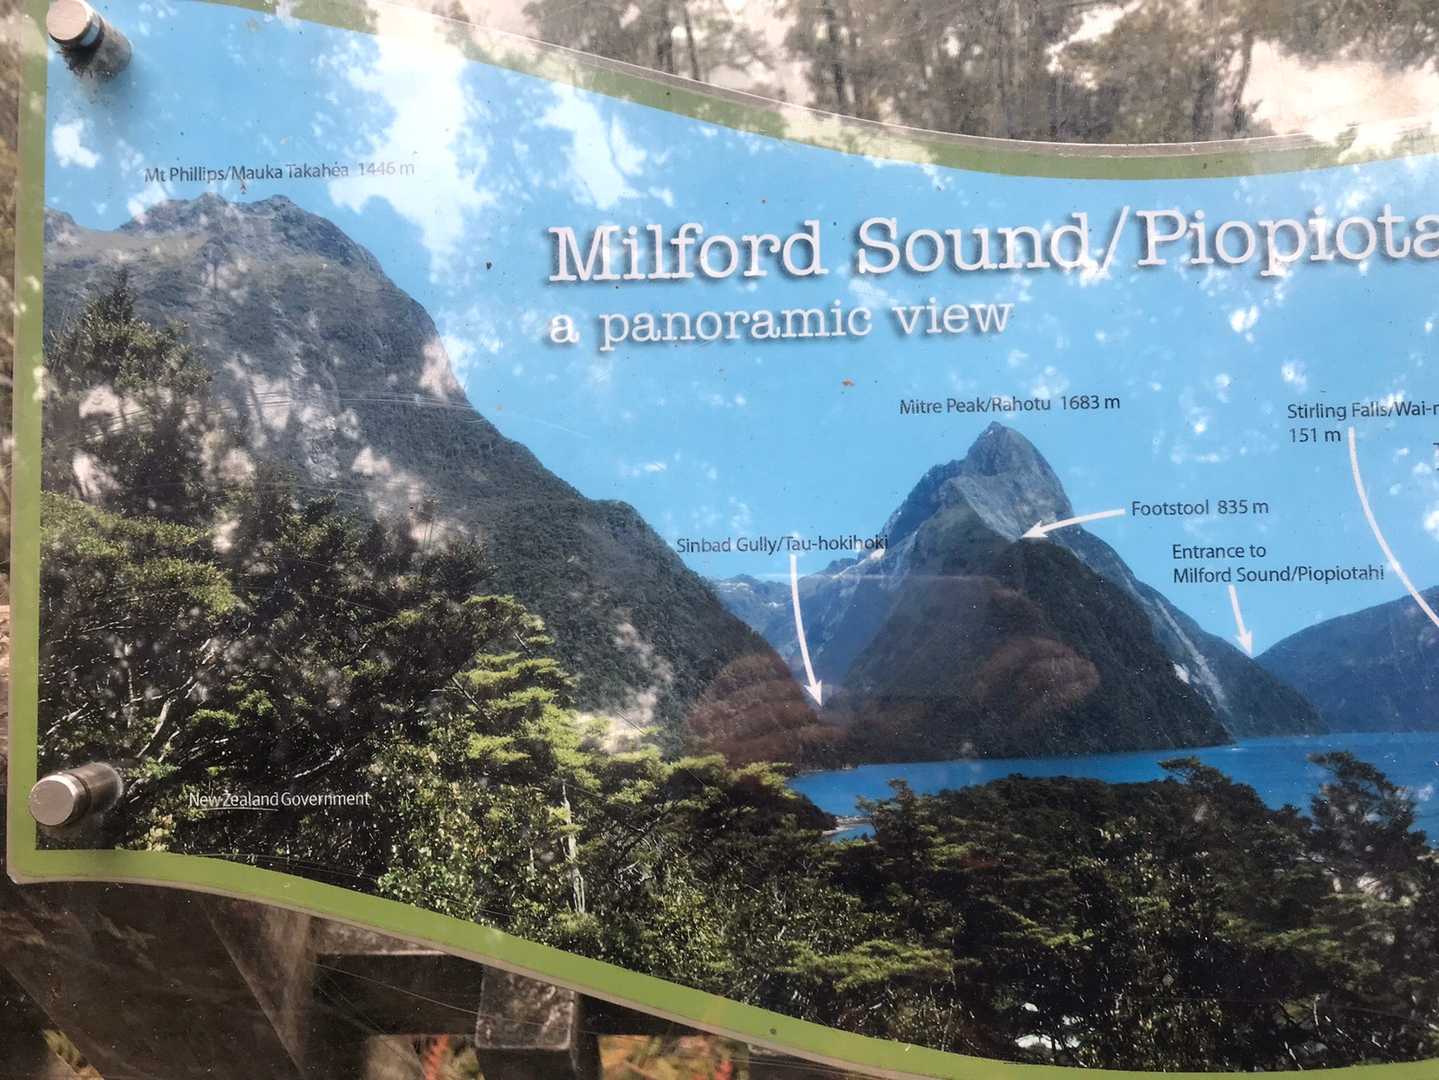 Mt Phillips/Mauka Takahea 1446 m
Milford Sound/Piopiota
a panoramic view
Mitre Peak/Rahotu 1683 m
Stirling Falls/Wai-
151 m
Footstool 835 m
Sinbad Gully/Tau-hokihoki
Entrance to
Milford Sound/Piopiotahi
New Zealand Government